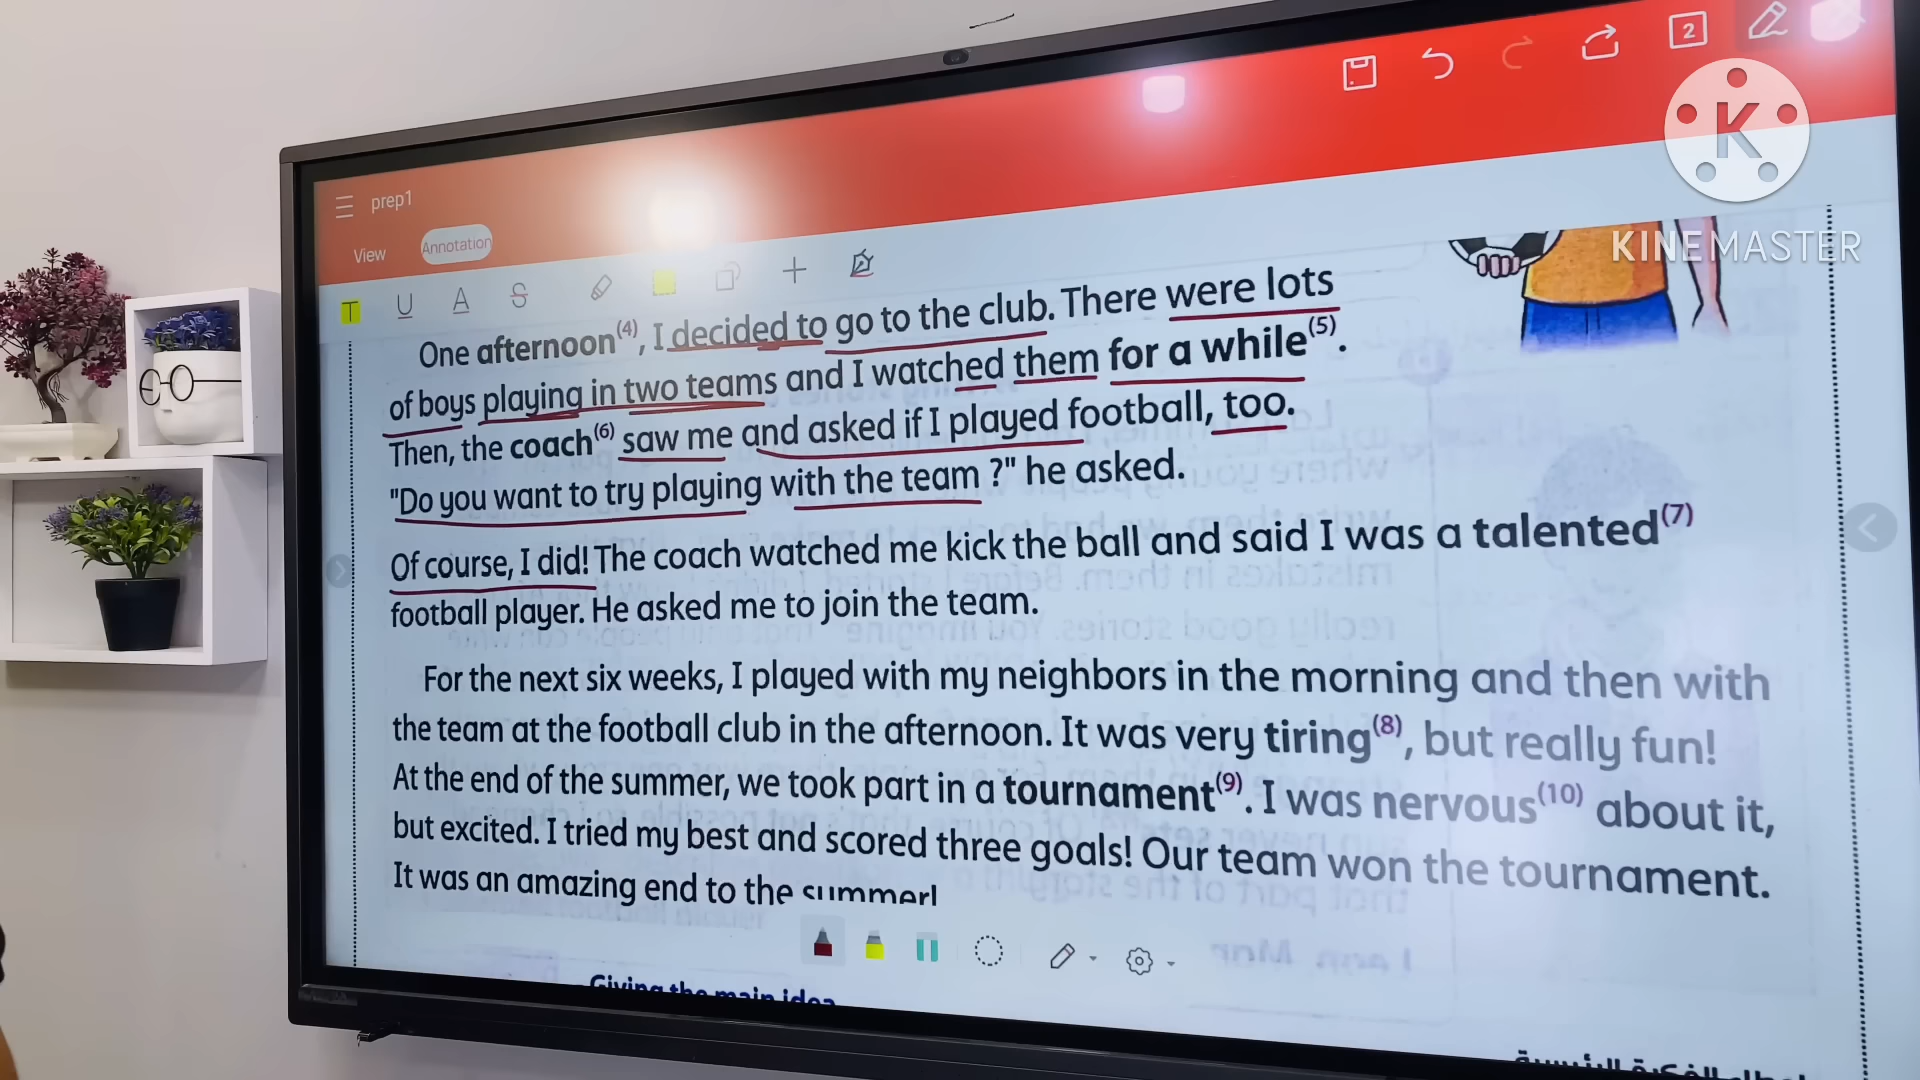 2
K
KINEMASTER
prep1
View
Annotation
T U A S
One afternoon(4), I decided to go to the club. There were lots
of boys playing in two teams and I watched them for a while(5).
Then, the coach(6) saw me and asked if I played football, too.
"Do you want to try playing with the team ?" he asked.
Of course, I did! The coach watched me kick the ball and said I was a talented(7)
football player. He asked me to join the team.
For the next six weeks, I played with my neighbors in the morning and then with
the team at the football club in the afternoon. It was very tiring(8), but really fun!
At the end of the summer, we took part in a tournament(9). I was nervous(10) about it,
but excited. I tried my best and scored three goals! Our team won the tournament.
It was an amazing end to the summer!
Giving the main idea